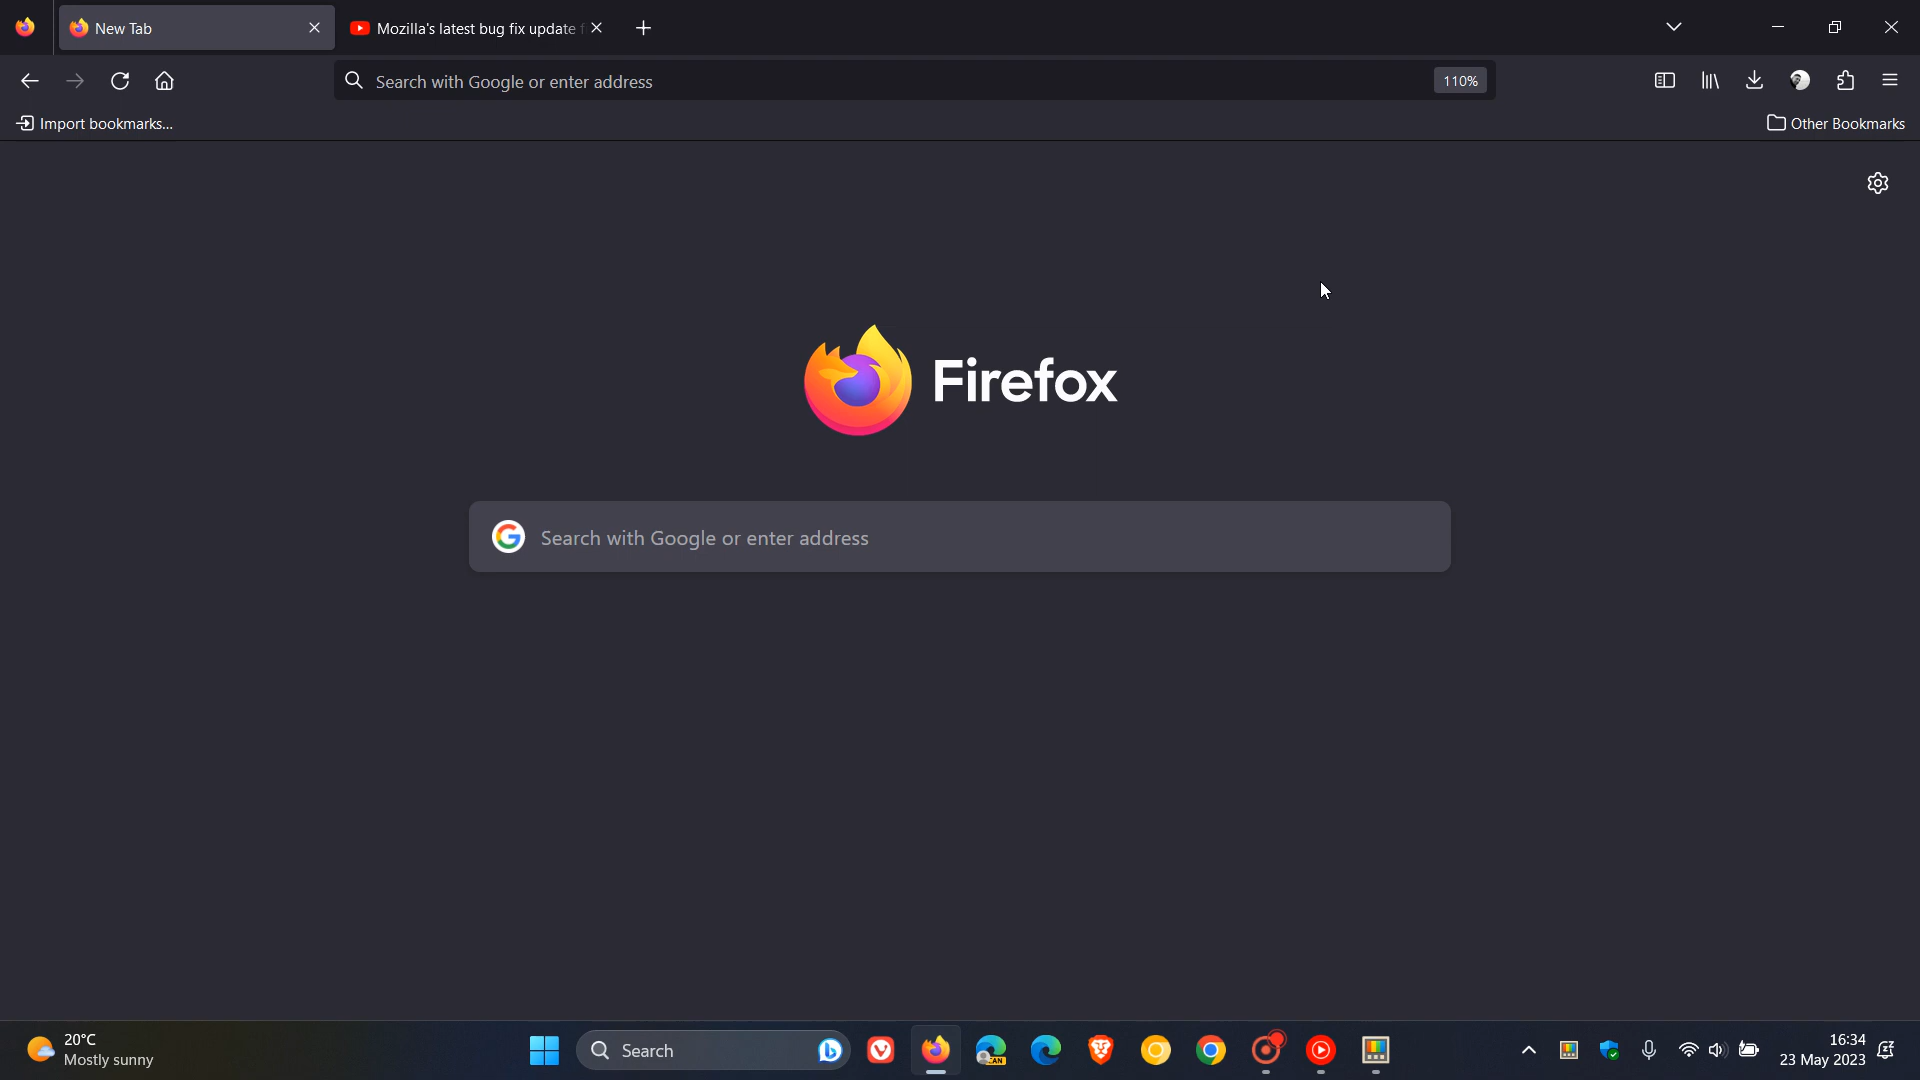 New Tab
Mozilla's latest bug fix update
Search with Google or enter address
110%
Import bookmarks...
Other Bookmarks
Firefox
Search with Google or enter address
20°C
Mostly sunny
Search
CAN
16:34
23 May 2023